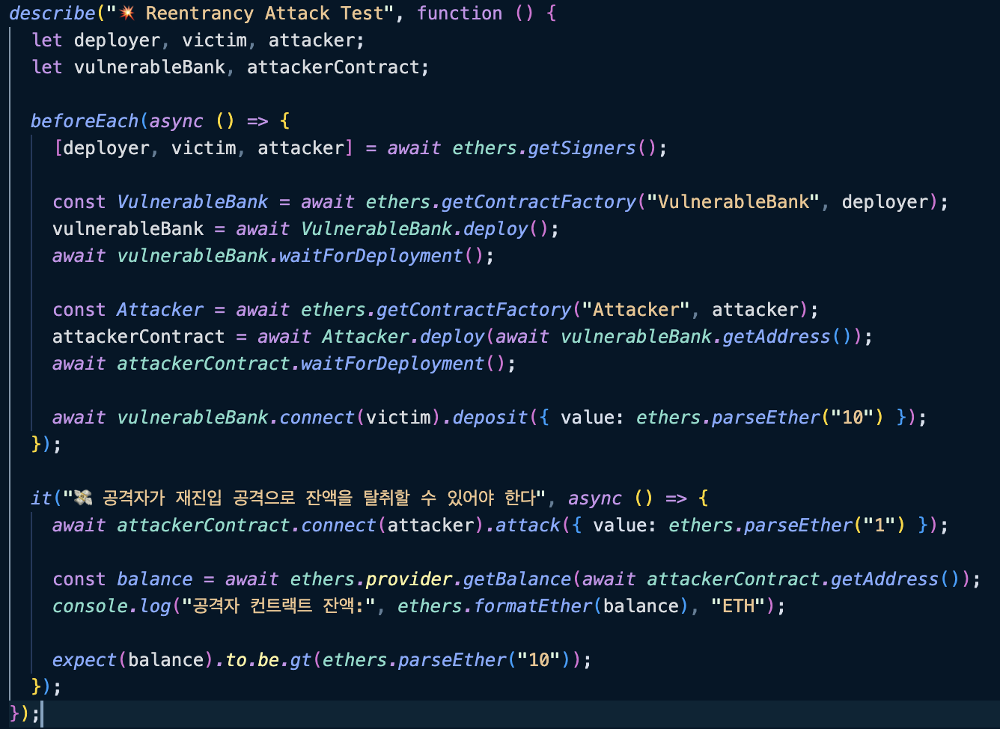 describe("💥 Reentrancy Attack Test", function () {
  let deployer, victim, attacker;
  let vulnerableBank, attackerContract;

  beforeEach(async () => {
    [deployer, victim, attacker] = await ethers.getSigners();

    const VulnerableBank = await ethers.getContractFactory("VulnerableBank", deployer);
    vulnerableBank = await VulnerableBank.deploy();
    await vulnerableBank.waitForDeployment();

    const Attacker = await ethers.getContractFactory("Attacker", attacker);
    attackerContract = await Attacker.deploy(await vulnerableBank.getAddress());
    await attackerContract.waitForDeployment();

    await vulnerableBank.connect(victim).deposit({ value: ethers.parseEther("10") });
  });

  it("💸 공격자가 재진입 공격으로 잔액을 탈취할 수 있어야 한다", async () => {
    await attackerContract.connect(attacker).attack({ value: ethers.parseEther("1") });

    const balance = await ethers.provider.getBalance(await attackerContract.getAddress());
    console.log("공격자 컨트랙트 잔액:", ethers.formatEther(balance), "ETH");

    expect(balance).to.be.gt(ethers.parseEther("10"));
  });
});